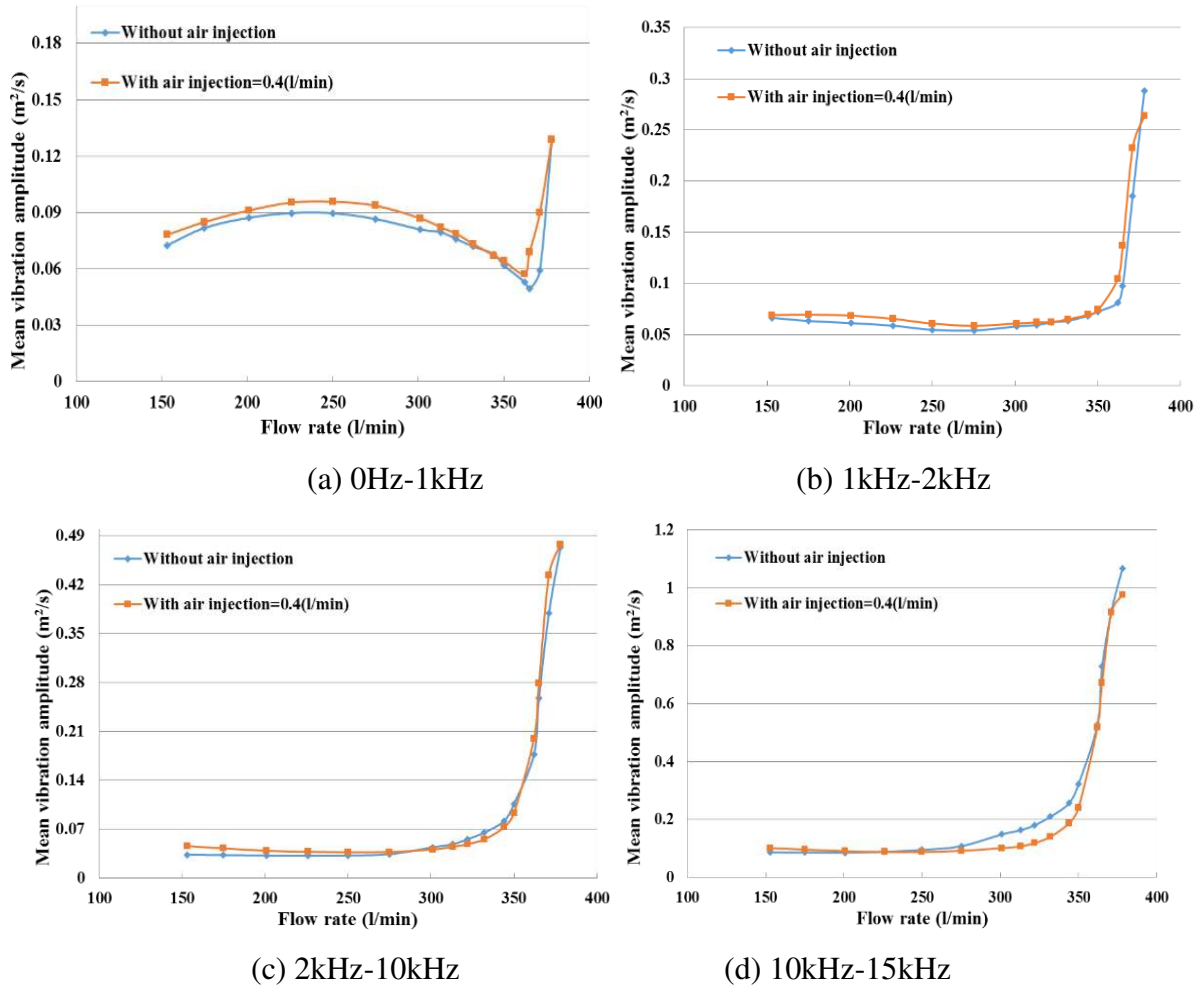 0.18
0.15
0.12
0.09
0.06
0.03
0
Mean vibration amplitude (m²/s)
Without air injection
With air injection=0.4(l/min)
100 150 200 250 300 350 400
Flow rate (l/min)
(a) 0Hz-1kHz
0.35
0.3
0.25
0.2
0.15
0.1
0.05
0
Mean vibration amplitude (m²/s)
Without air injection
With air injection=0.4(l/min)
100 150 200 250 300 350 400
Flow rate (l/min)
(b) 1kHz-2kHz
0.49
0.42
0.35
0.28
0.21
0.14
0.07
0
Mean vibration amplitude (m²/s)
Without air injection
With air injection=0.4(l/min)
100 150 200 250 300 350 400
Flow rate (l/min)
(c) 2kHz-10kHz
1.2
1
0.8
0.6
0.4
0.2
0
Mean vibration amplitude (m²/s)
Without air injection
With air injection=0.4(l/min)
100 150 200 250 300 350 400
Flow rate (l/min)
(d) 10kHz-15kHz